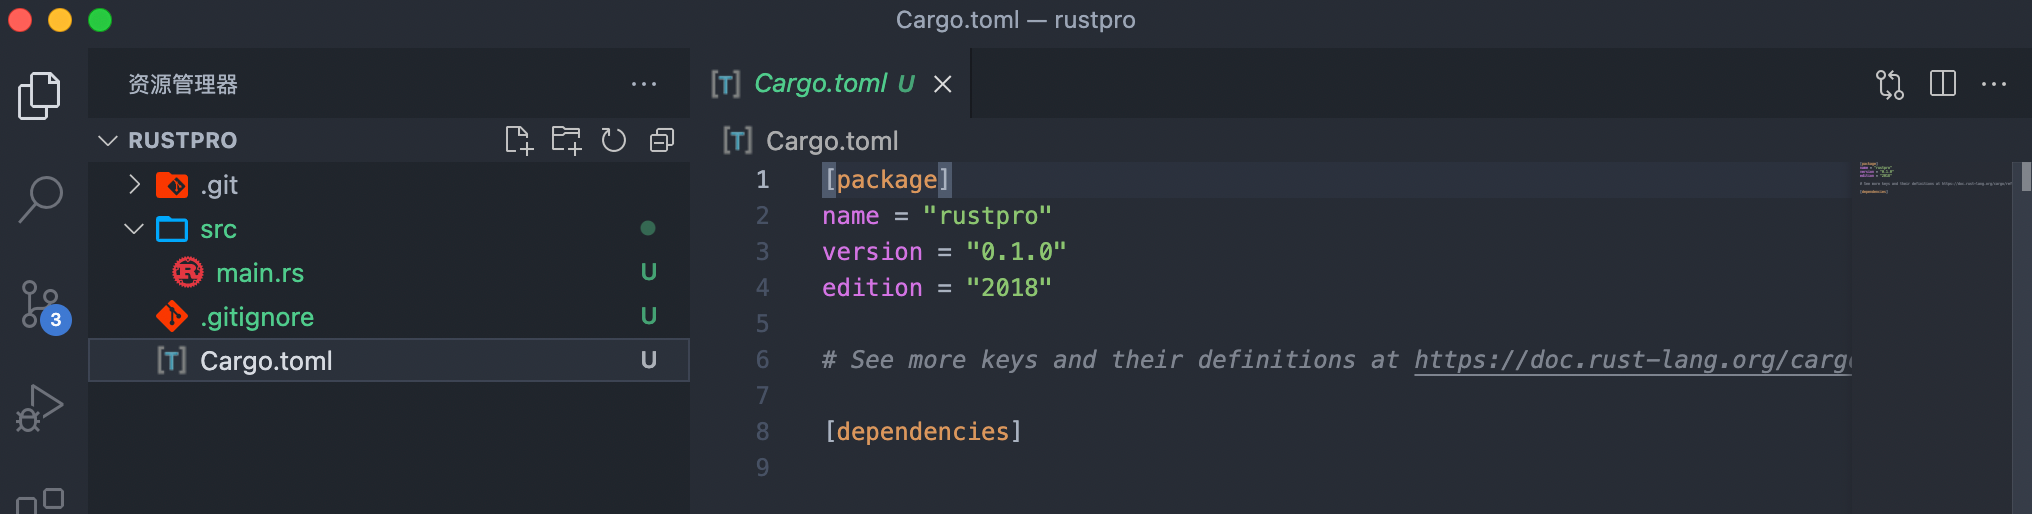 Cargo.toml — rustpro
资源管理器
RUSTPRO
.git
src
main.rs U
.gitignore U
Cargo.toml U
3
Cargo.toml U
Cargo.toml
1 [package]
2 name = "rustpro"
3 version = "0.1.0"
4 edition = "2018"
5
6 # See more keys and their definitions at https://doc.rust-lang.org/carg
7
8 [dependencies]
9